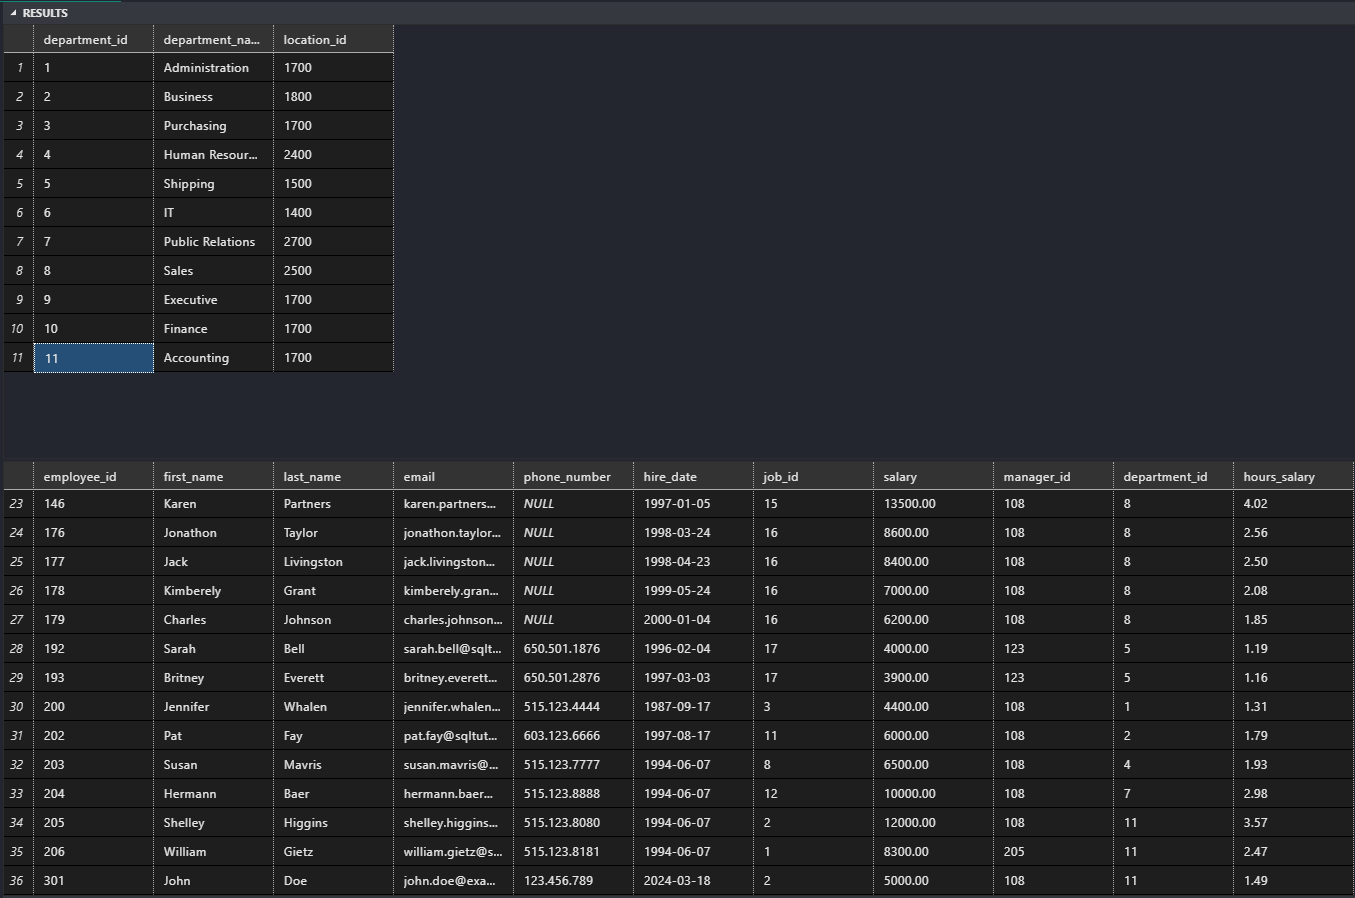 RESULTS
department_id department_na... location_id
1 1 Administration 1700
2 2 Business 1800
3 3 Purchasing 1700
4 4 Human Resour... 2400
5 5 Shipping 1500
6 6 IT 1400
7 7 Public Relations 2700
8 8 Sales 2500
9 9 Executive 1700
10 10 Finance 1700
11 11 Accounting 1700
employee_id first_name last_name email phone_number hire_date job_id salary manager_id department_id hours_salary
23 146 Karen Partners karen.partners... NULL 1997-01-05 15 13500.00 108 8 4.02
24 176 Jonathon Taylor jonathon.taylor... NULL 1998-03-24 16 8600.00 108 8 2.56
25 177 Jack Livingston jack.livingston... NULL 1998-04-23 16 8400.00 108 8 2.50
26 178 Kimberely Grant kimberely.gran... NULL 1999-05-24 16 7000.00 108 8 2.08
27 179 Charles Johnson charles.johnson... NULL 2000-01-04 16 6200.00 108 8 1.85
28 192 Sarah Bell sarah.bell@sqlt... 650.501.1876 1996-02-04 17 4000.00 123 5 1.19
29 193 Britney Everett britney.everett... 650.501.2876 1997-03-03 17 3900.00 123 5 1.16
30 200 Jennifer Whalen jennifer.whalen... 515.123.4444 1987-09-17 3 4400.00 108 1 1.31
31 202 Pat Fay pat.fay@sqltut... 603.123.6666 1997-08-17 11 6000.00 108 2 1.79
32 203 Susan Mavris susan.mavris@... 515.123.7777 1994-06-07 8 6500.00 108 4 1.93
33 204 Hermann Baer hermann.baer... 515.123.8888 1994-06-07 12 10000.00 108 7 2.98
34 205 Shelley Higgins shelley.higgins... 515.123.8080 1994-06-07 2 12000.00 108 11 3.57
35 206 William Gietz william.gietz@s... 515.123.8181 1994-06-07 1 8300.00 205 11 2.47
36 301 John Doe john.doe@exa... 123.456.789 2024-03-18 2 5000.00 108 11 1.49